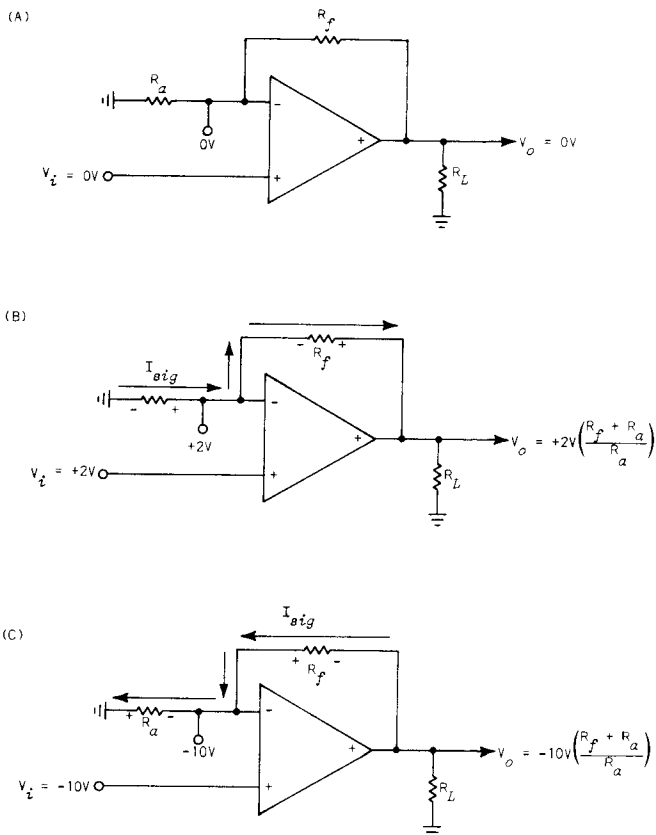 (A)
R_f
R_a
-
0V
+
V_i = 0V
+
V_o = 0V
R_L
(B)
- R_f +
I_sig
- +
-
+2V
+
V_i = +2V
+
V_o = +2V((R_f + R_a)/R_a)
R_L
(C)
I_sig
+ R_f -
+ R_a -
-
-10V
+
V_i = -10V
+
V_o = -10V((R_f + R_a)/R_a)
R_L